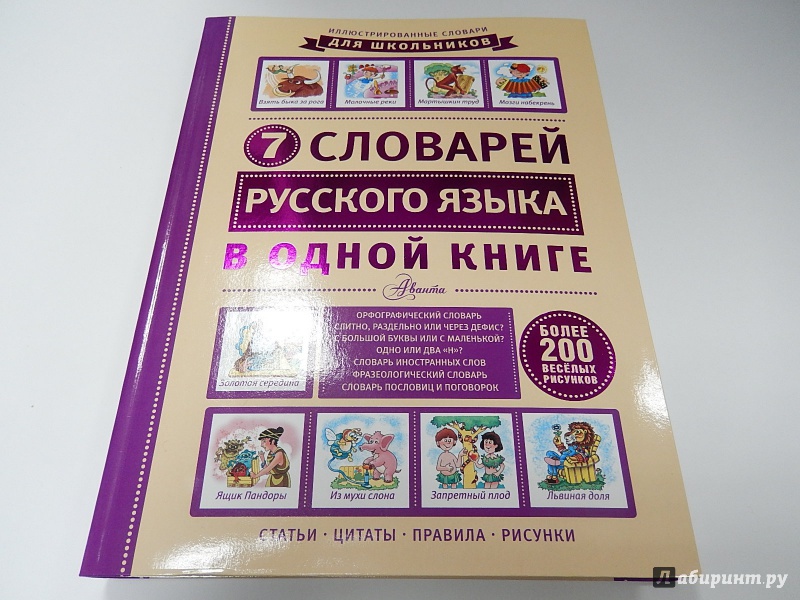 ИЛЛЮСТРИРОВАННЫЕ СЛОВАРИ
ДЛЯ ШКОЛЬНИКОВ
Взять быка за рога
Молочные реки
Мартышкин труд
Мозги набекрень
7 СЛОВАРЕЙ
РУССКОГО ЯЗЫКА
В ОДНОЙ КНИГЕ
Аванта
ОРФОГРАФИЧЕСКИЙ СЛОВАРЬ
СЛИТНО, РАЗДЕЛЬНО ИЛИ ЧЕРЕЗ ДЕФИС?
С БОЛЬШОЙ БУКВЫ ИЛИ С МАЛЕНЬКОЙ?
ОДНО ИЛИ ДВА «Н»?
СЛОВАРЬ ИНОСТРАННЫХ СЛОВ
ФРАЗЕОЛОГИЧЕСКИЙ СЛОВАРЬ
СЛОВАРЬ ПОСЛОВИЦ И ПОГОВОРОК
Золотая середина
БОЛЕЕ
200
ВЕСЁЛЫХ
РИСУНКОВ
Ящик Пандоры
Из мухи слона
Запретный плод
Львиная доля
СТАТЬИ · ЦИТАТЫ · ПРАВИЛА · РИСУНКИ
Лабиринт.ру